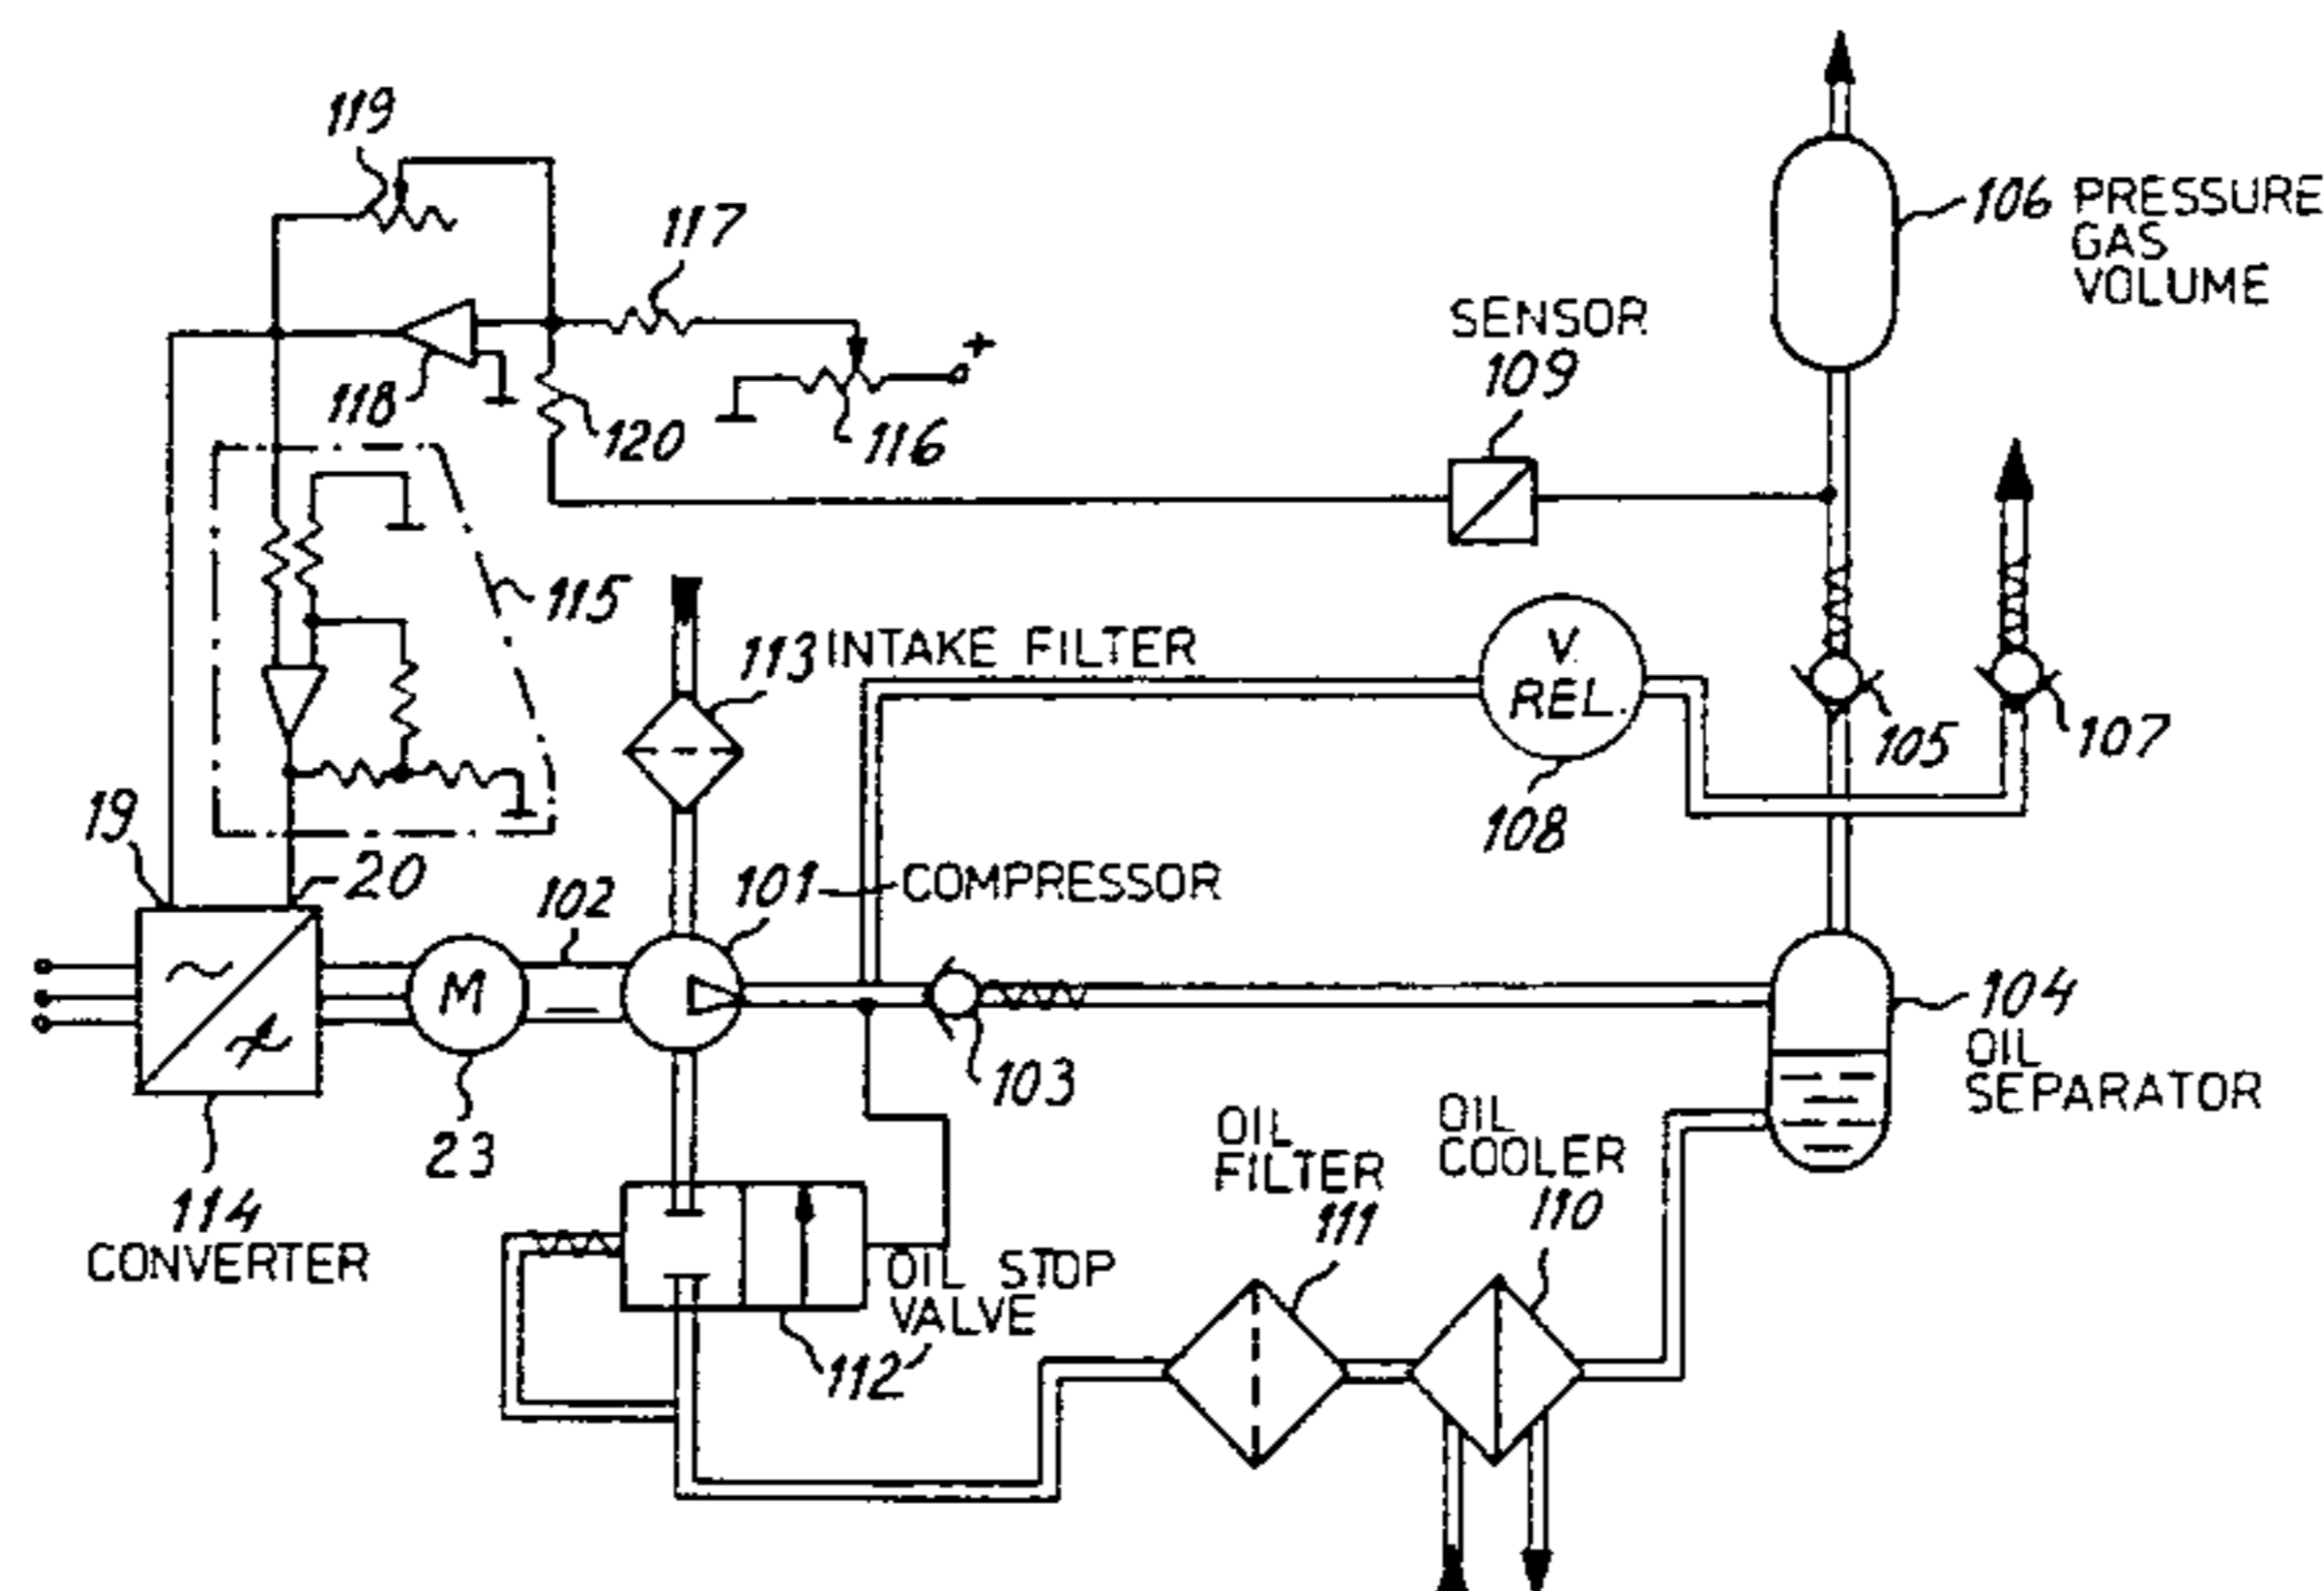 119
117
106 PRESSURE
GAS
VOLUME
SENSOR
109
+
118
120
116
115
113 INTAKE FILTER
V.
REL.
105
107
108
19
20
102
101 COMPRESSOR
M
103
104
OIL
SEPARATOR
23
114
CONVERTER
OIL
FILTER
111
OIL
COOLER
110
OIL STOP
VALVE
112